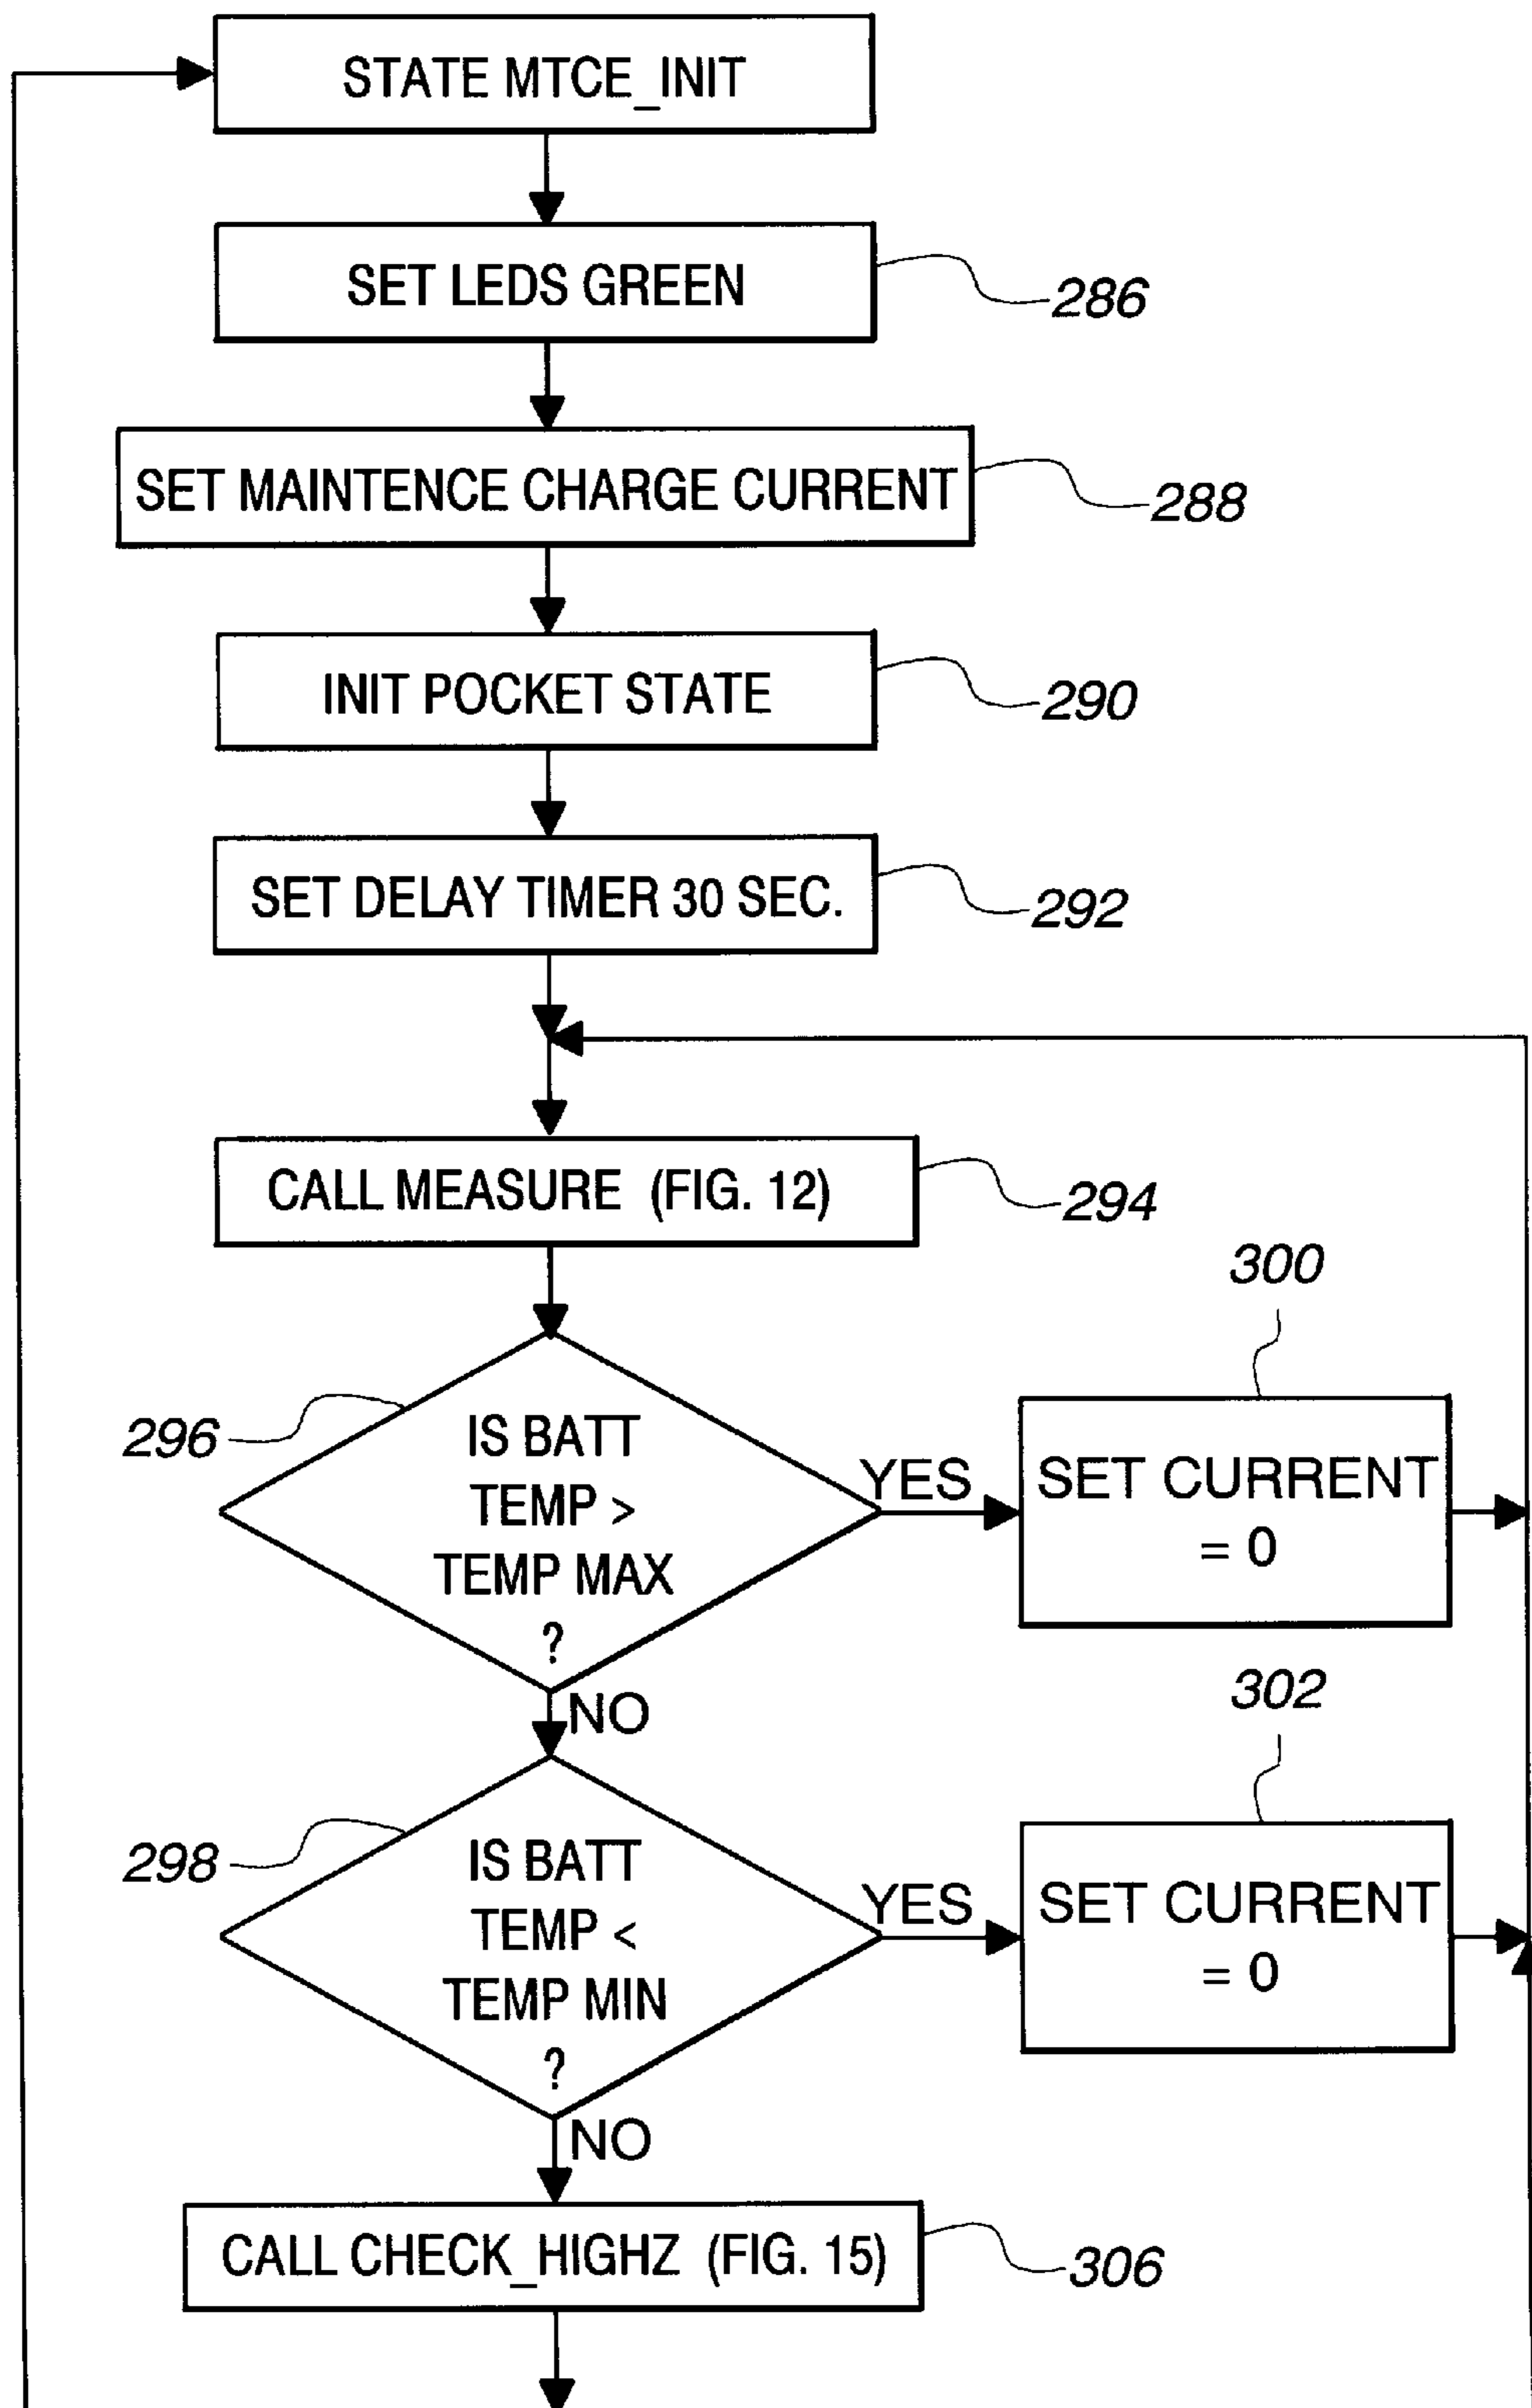 STATE MTCE_INIT
SET LEDS GREEN
286
SET MAINTENCE CHARGE CURRENT
288
INIT POCKET STATE
290
SET DELAY TIMER 30 SEC.
292
CALL MEASURE (FIG. 12)
294
296
IS BATT
TEMP >
TEMP MAX
?
YES
300
SET CURRENT
= 0
NO
298
IS BATT
TEMP <
TEMP MIN
?
YES
302
SET CURRENT
= 0
NO
CALL CHECK_HIGHZ (FIG. 15)
306